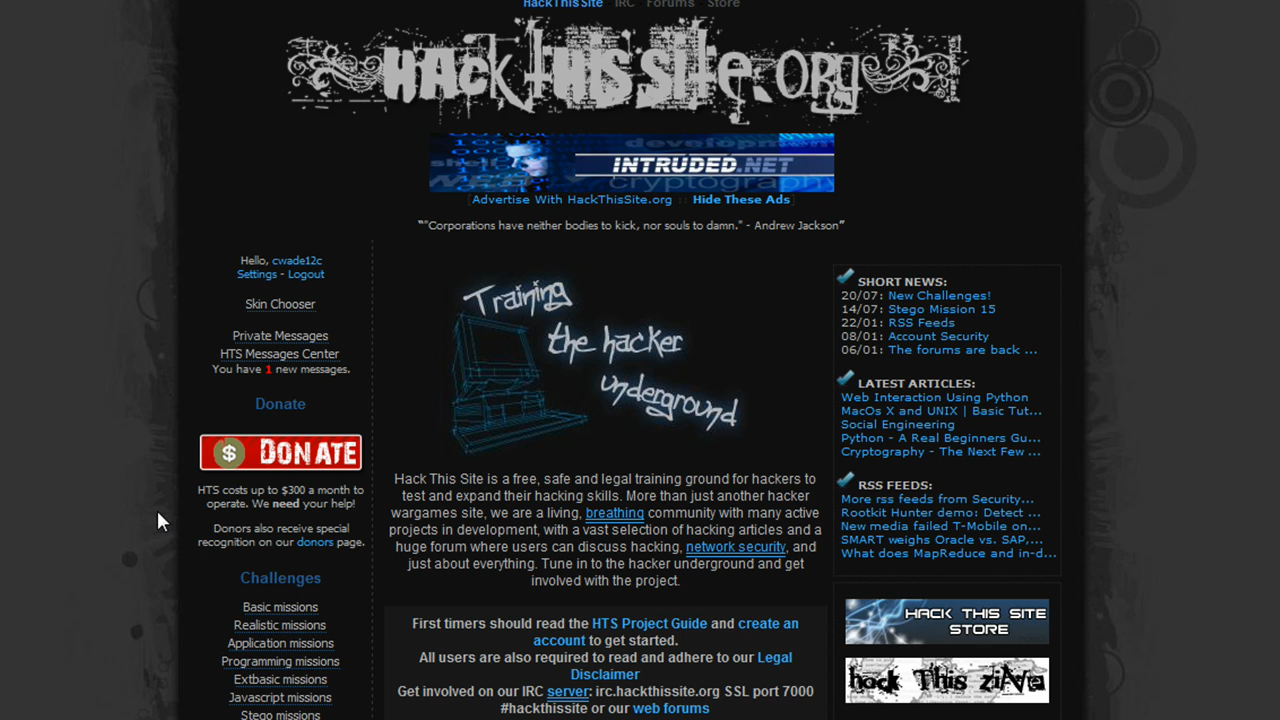 HackThisSite IRC Forums Store
HACK THIS SITE.ORG
INTRUDED.NET
[Advertise With HackThisSite.org :: Hide These Ads]
“"Corporations have neither bodies to kick, nor souls to damn." - Andrew Jackson”
Hello, cwade12c
Settings - Logout
Skin Chooser
Private Messages
HTS Messages Center
You have 1 new messages.
Donate
$ DONATE
HTS costs up to $300 a month to
operate. We need your help!
Donors also receive special
recognition on our donors page.
Challenges
Basic missions
Realistic missions
Application missions
Programming missions
Extbasic missions
Javascript missions
Stego missions
Training
the hacker
underground
Hack This Site is a free, safe and legal training ground for hackers to
test and expand their hacking skills. More than just another hacker
wargames site, we are a living, breathing community with many active
projects in development, with a vast selection of hacking articles and a
huge forum where users can discuss hacking, network security, and
just about everything. Tune in to the hacker underground and get
involved with the project.
First timers should read the HTS Project Guide and create an
account to get started.
All users are also required to read and adhere to our Legal
Disclaimer
Get involved on our IRC server: irc.hackthissite.org SSL port 7000
#hackthissite or our web forums
SHORT NEWS:
20/07: New Challenges!
14/07: Stego Mission 15
22/01: RSS Feeds
08/01: Account Security
06/01: The forums are back ...
LATEST ARTICLES:
Web Interaction Using Python
MacOs X and UNIX | Basic Tut...
Social Engineering
Python - A Real Beginners Gu...
Cryptography - The Next Few ...
RSS FEEDS:
More rss feeds from Security...
Rootkit Hunter demo: Detect ...
New media failed T-Mobile on...
SMART weighs Oracle vs. SAP,...
What does MapReduce and in-d...
HACK THIS SITE
STORE
hack This ziNe